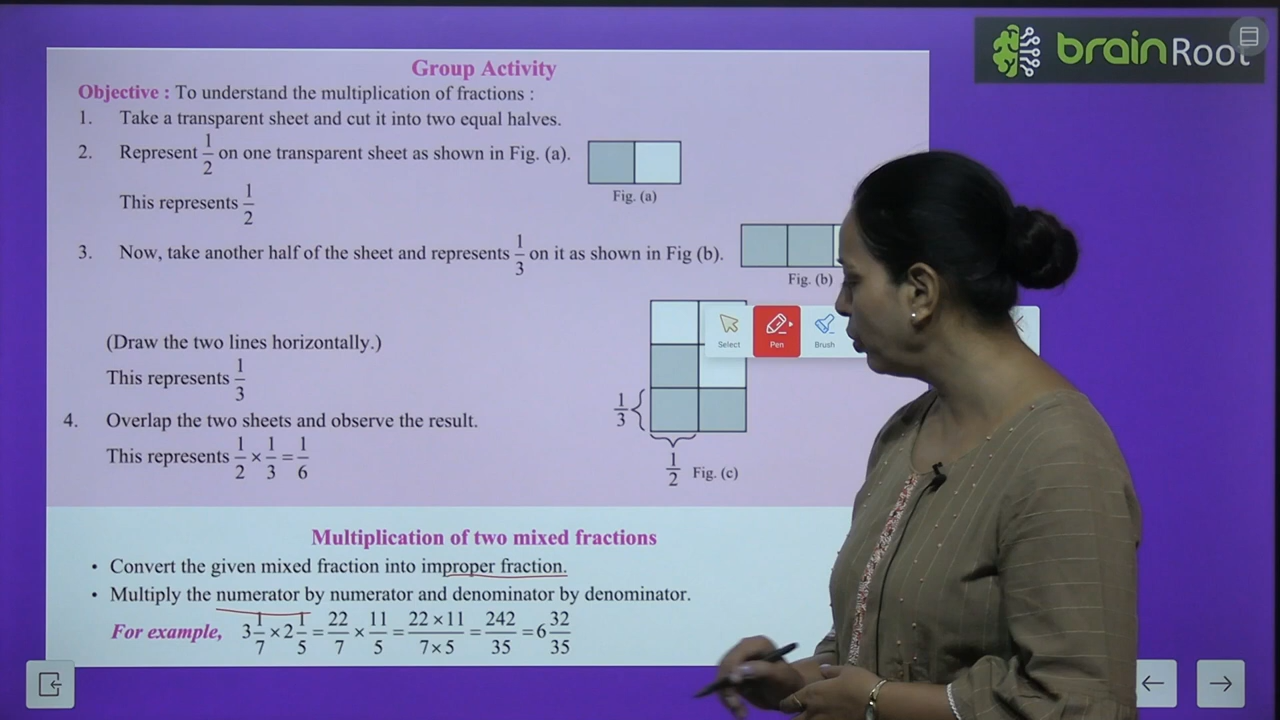 brainRoot
Group Activity
Objective : To understand the multiplication of fractions :
1. Take a transparent sheet and cut it into two equal halves.
2. Represent 1/2 on one transparent sheet as shown in Fig. (a).
Fig. (a)
This represents 1/2
3. Now, take another half of the sheet and represents 1/3 on it as shown in Fig (b).
Fig. (b)
Select Pen Brush
(Draw the two lines horizontally.)
This represents 1/3
1/3
4. Overlap the two sheets and observe the result.
This represents 1/2 × 1/3 = 1/6
1/2 Fig. (c)
Multiplication of two mixed fractions
• Convert the given mixed fraction into improper fraction.
• Multiply the numerator by numerator and denominator by denominator.
For example, 3 1/7 × 2 1/5 = 22/7 × 11/5 = 22 × 11/7 × 5 = 242/35 = 6 32/35